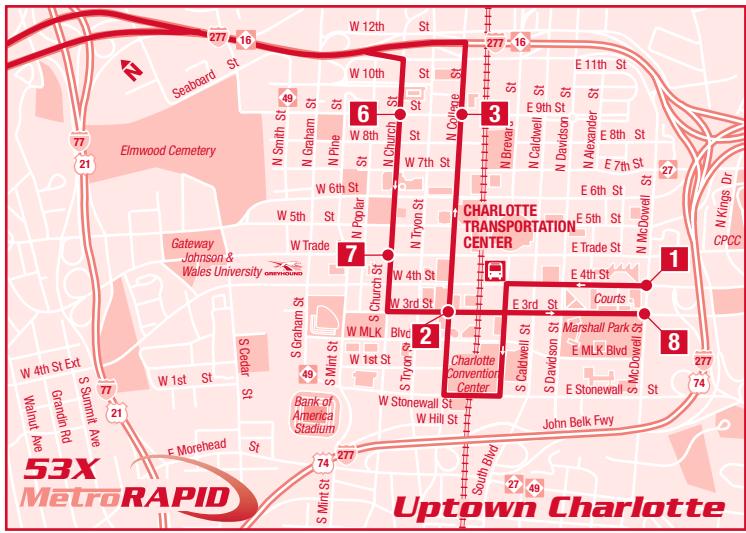 W 12th St
277
16
277
16
E 11th St
W 10th St
Seaboard St
N
49
6
3
N Smith St
N Graham St
N Pine St
N Church St
N College St
N Brevard St
N Caldwell St
N Davidson St
N Alexander St
E 9th St
W 8th St
E 8th St
77
21
Elmwood Cemetery
W 7th St
E 7th St
27
W 6th St
E 6th St
N Poplar St
N Tryon St
N McDowell St
N Kings Dr
W 5th St
E 5th St
CHARLOTTE
TRANSPORTATION
CENTER
CPCC
W Trade
E Trade St
Gateway
Johnson &
Wales University
GREYHOUND
7
1
W 4th St
E 4th St
Courts
S Church St
W 3rd St
E 3rd St
2
8
S Graham St
S Mint St
W MLK Blvd
Marshall Park
E MLK Blvd
S Cedar St
W 1st St
S Tryon St
Charlotte
Convention
Center
S Caldwell St
S Davidson St
S McDowell St
277
74
W 4th St Ext
49
W 1st St
E Stonewall St
77
21
Walnut Ave
Grandin Rd
S Summit Ave
Bank of
America
Stadium
W Stonewall St
W Hill St
John Belk Fwy
E Morehead St
277
74
S Mint St
South Blvd
27
49
53X
MetroRAPID
Uptown Charlotte